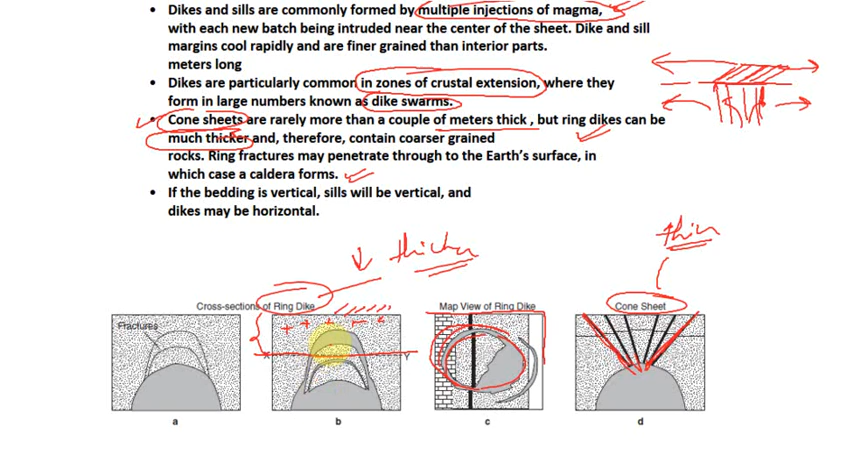 • Dikes and sills are commonly formed by multiple injections of magma,
with each new batch being intruded near the center of the sheet. Dike and sill
margins cool rapidly and are finer grained than interior parts.
meters long
• Dikes are particularly common in zones of crustal extension, where they
form in large numbers known as dike swarms.
• Cone sheets are rarely more than a couple of meters thick , but ring dikes can be
much thicker and, therefore, contain coarser grained
rocks. Ring fractures may penetrate through to the Earth's surface, in
which case a caldera forms.
• If the bedding is vertical, sills will be vertical, and
dikes may be horizontal.
thin
thicker
Cross-sections of Ring Dike
Map View of Ring Dike
Cone Sheet
Fractures
X Y
a b c d